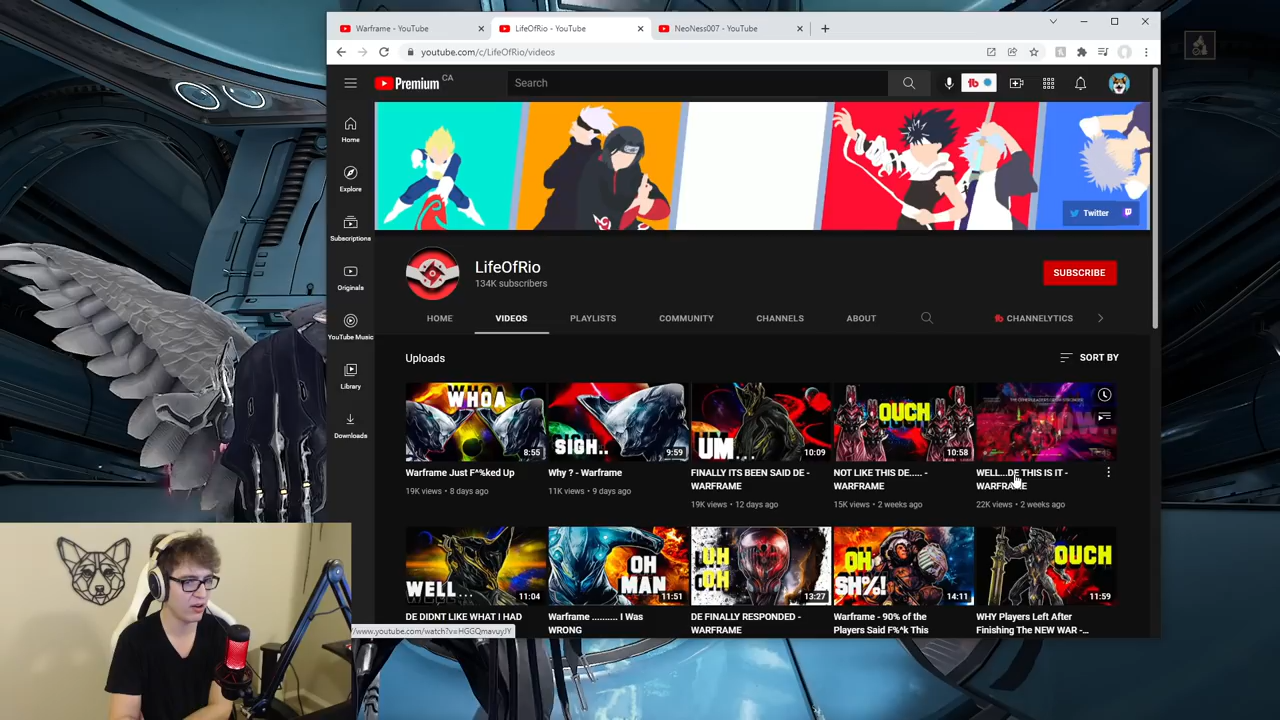 Warframe - YouTube
LifeOfRio - YouTube
NeoNess007 - YouTube
youtube.com/c/LifeOfRio/videos
Premium CA
Search
tb
Home
Explore
Subscriptions
Originals
YouTube Music
Library
Downloads
Twitter
LifeOfRio
134K subscribers
SUBSCRIBE
HOME
VIDEOS
PLAYLISTS
COMMUNITY
CHANNELS
ABOUT
tb CHANNELYTICS
Uploads
SORT BY
WHOA
8:55
SIGH..
9:59
UM...
10:09
OUCH
10:58
Warframe Just F^%ked Up
19K views • 8 days ago
Why ? - Warframe
11K views • 9 days ago
FINALLY ITS BEEN SAID DE -
WARFRAME
19K views • 12 days ago
NOT LIKE THIS DE..... -
WARFRAME
15K views • 2 weeks ago
WELL...DE THIS IS IT -
WARFRAME
22K views • 2 weeks ago
WELL...
11:04
OH
MAN
11:51
OH
OH
13:27
OH
SH%!
14:11
OUCH
11:59
DE DIDNT LIKE WHAT I HAD
Warframe .......... I Was
WRONG
DE FINALLY RESPONDED -
WARFRAME
Warframe - 90% of the
Players Said F^%k This
WHY Players Left After
Finishing The NEW WAR -...